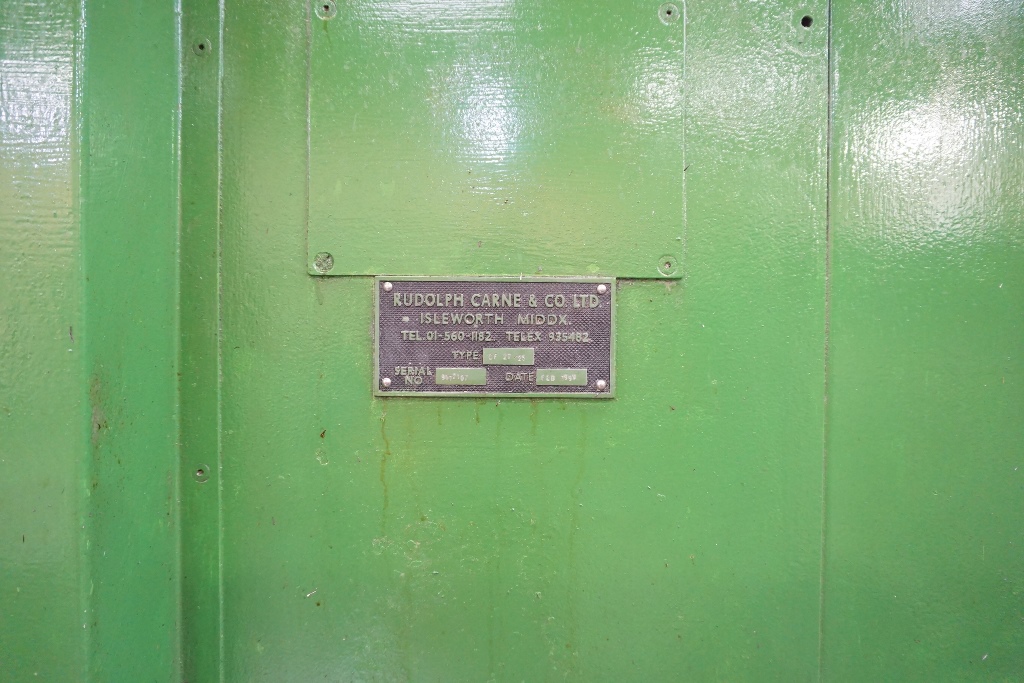 RUDOLPH CARNE & CO. LTD.
ISLEWORTH MIDDX.
TEL. 01-560-1182. TELEX 935482.
TYPE
SERIAL
NO DATE